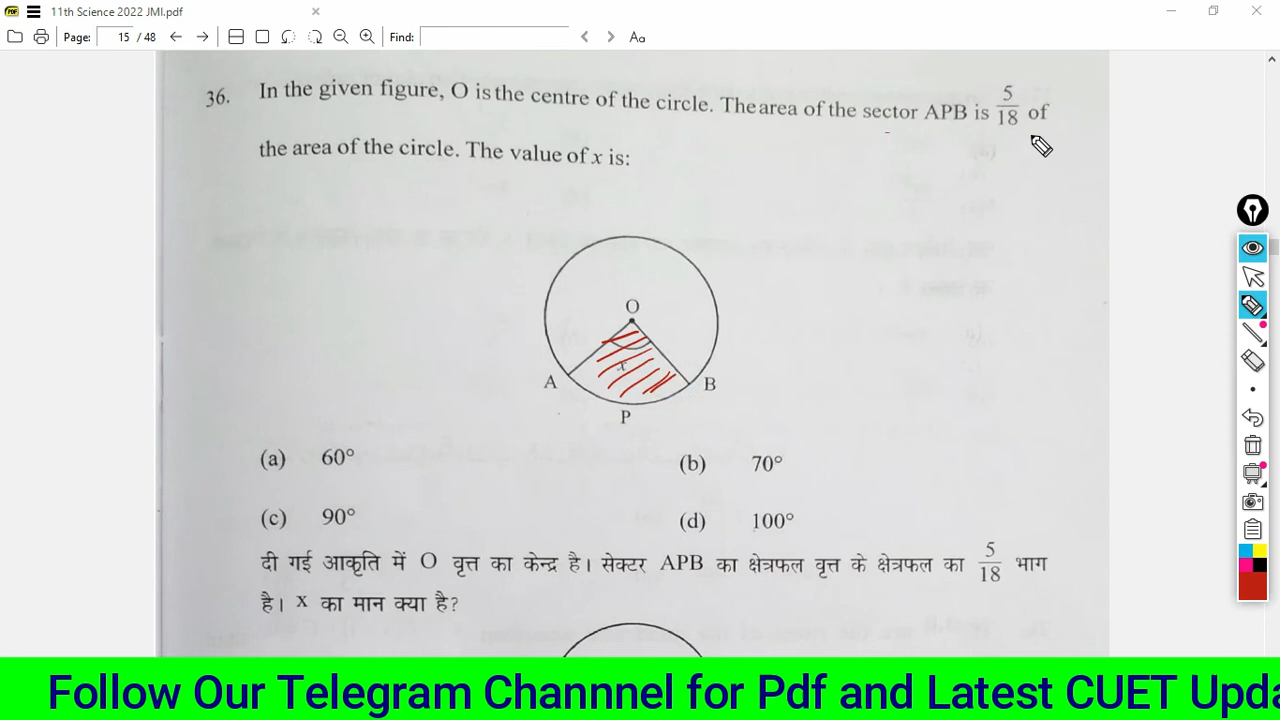 11th Science 2022 JMI.pdf
Page: 15 / 48 Find: Aa
36. In the given figure, O is the centre of the circle. The area of the sector APB is 5/18 of
the area of the circle. The value of x is:
O
x
A B
P
(a) 60° (b) 70°
(c) 90° (d) 100°
दी गई आकृति में O वृत्त का केन्द्र है। सेक्टर APB का क्षेत्रफल वृत्त के क्षेत्रफल का 5/18 भाग
है। x का मान क्या है?
Follow Our Telegram Channnel for Pdf and Latest CUET Upda